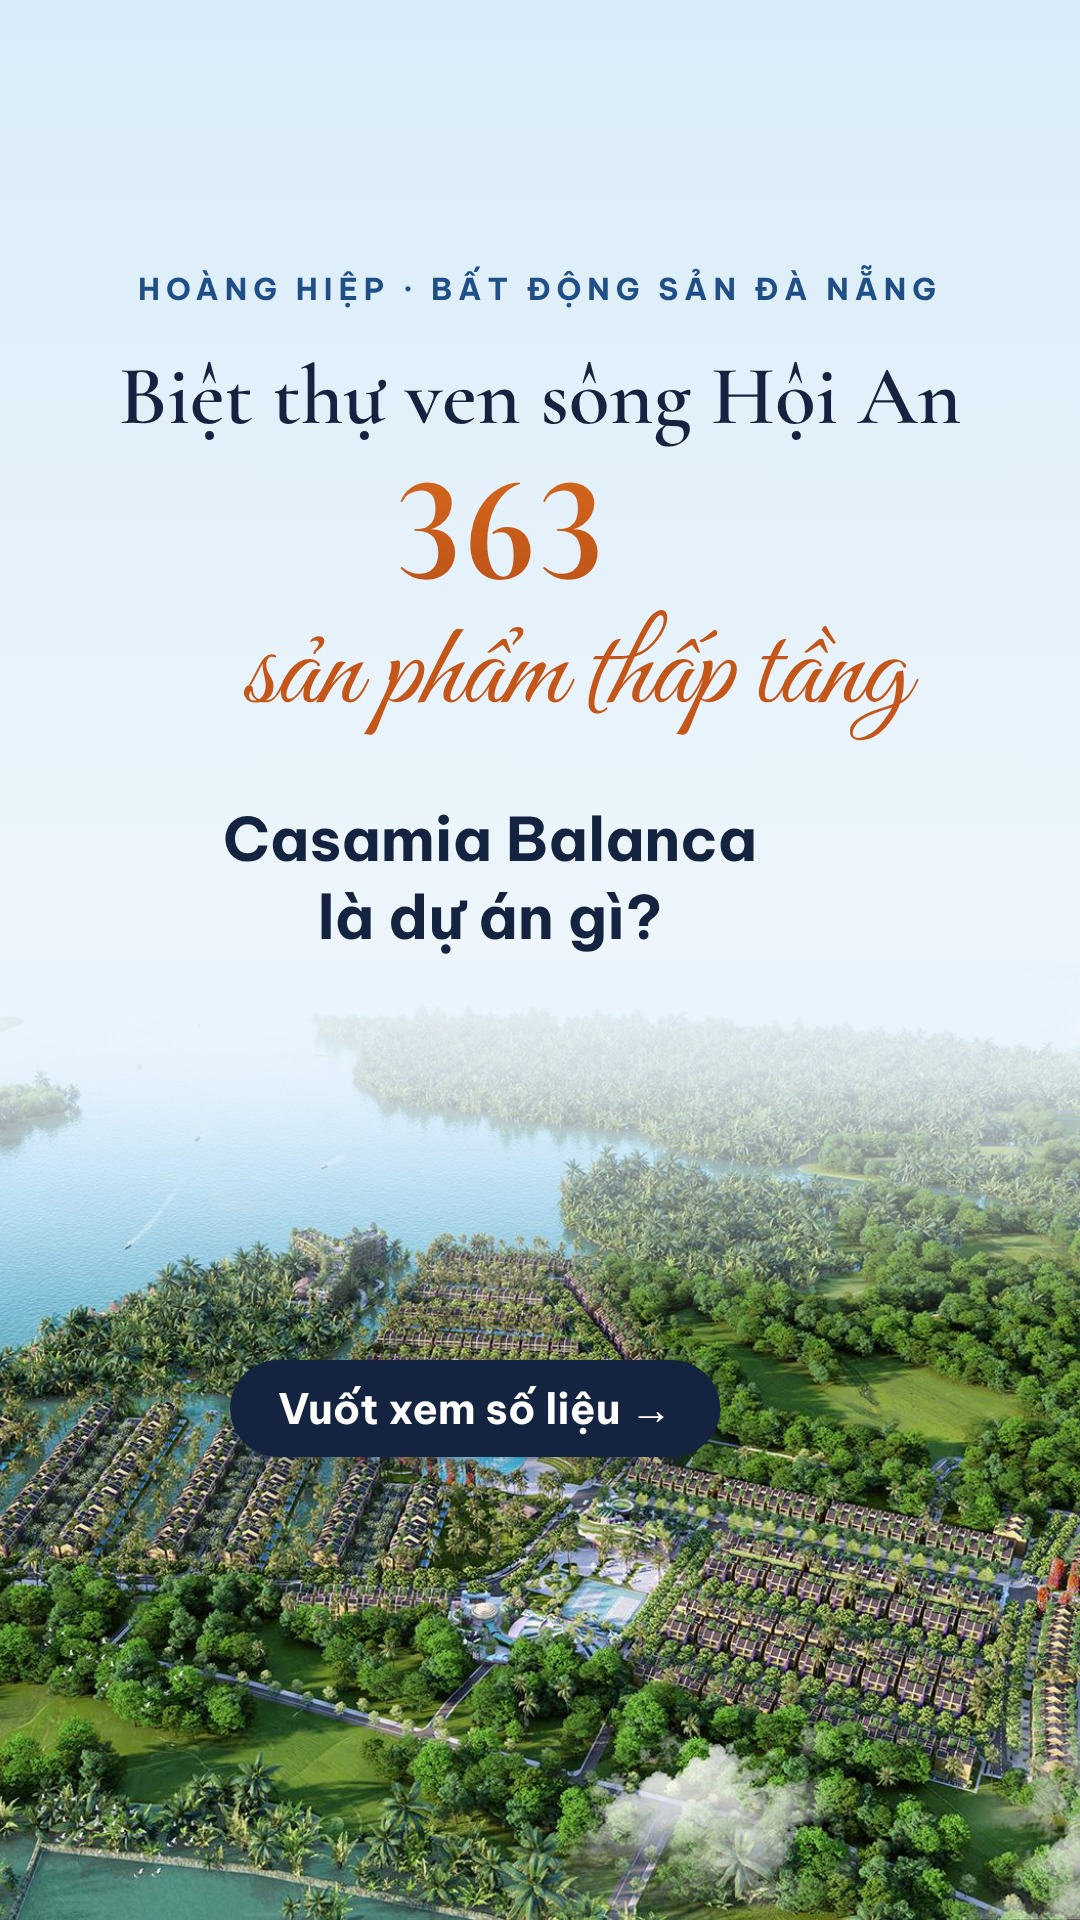 HOÀNG HIỆP · BẤT ĐỘNG SẢN ĐÀ NẴNG
Biệt thự ven sông Hội An
363
sản phẩm thấp tầng
Casamia Balanca
là dự án gì?
Vuốt xem số liệu →